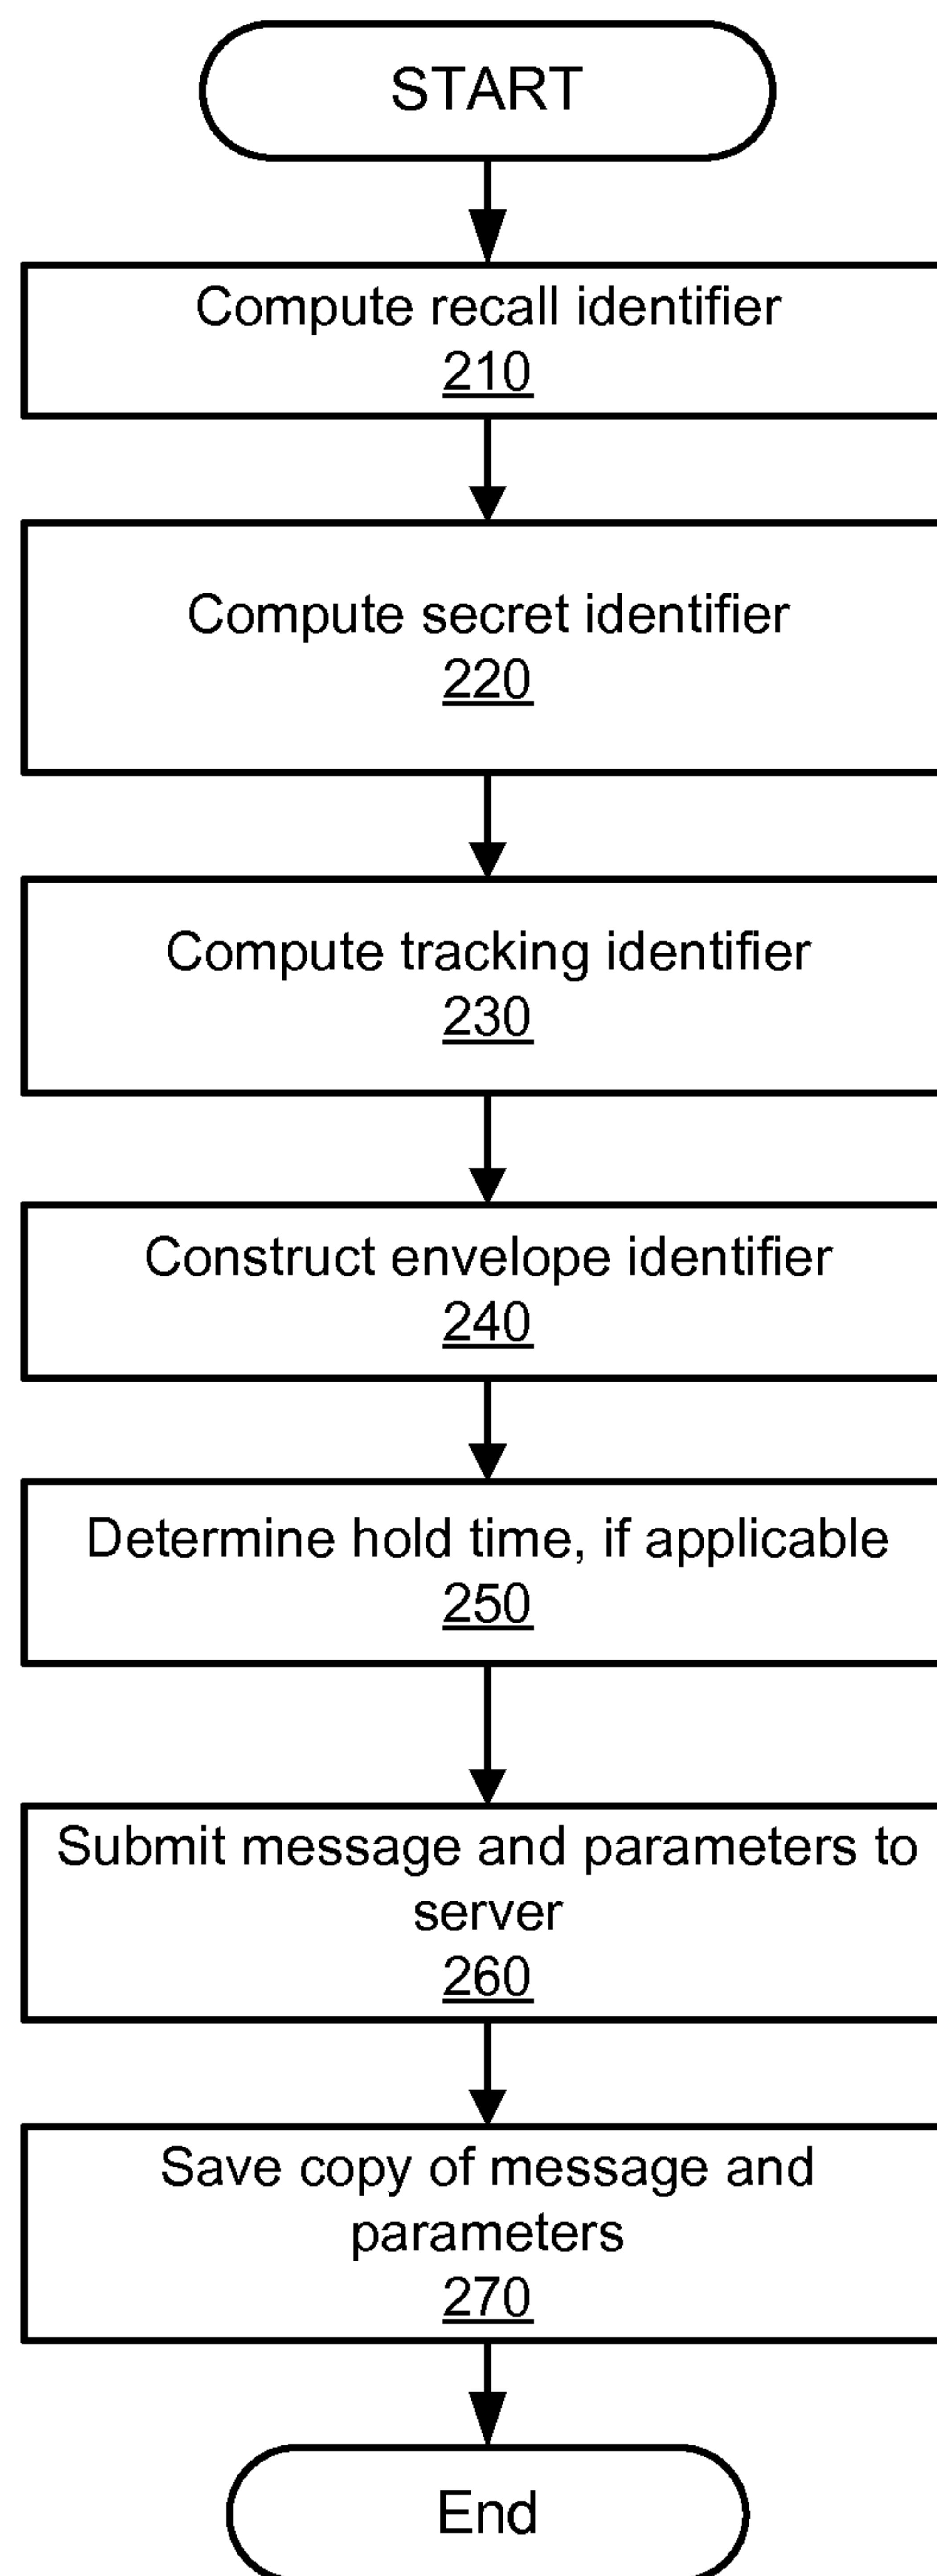 START
Compute recall identifier
210
Compute secret identifier
220
Compute tracking identifier
230
Construct envelope identifier
240
Determine hold time, if applicable
250
Submit message and parameters to
server
260
Save copy of message and
parameters
270
End